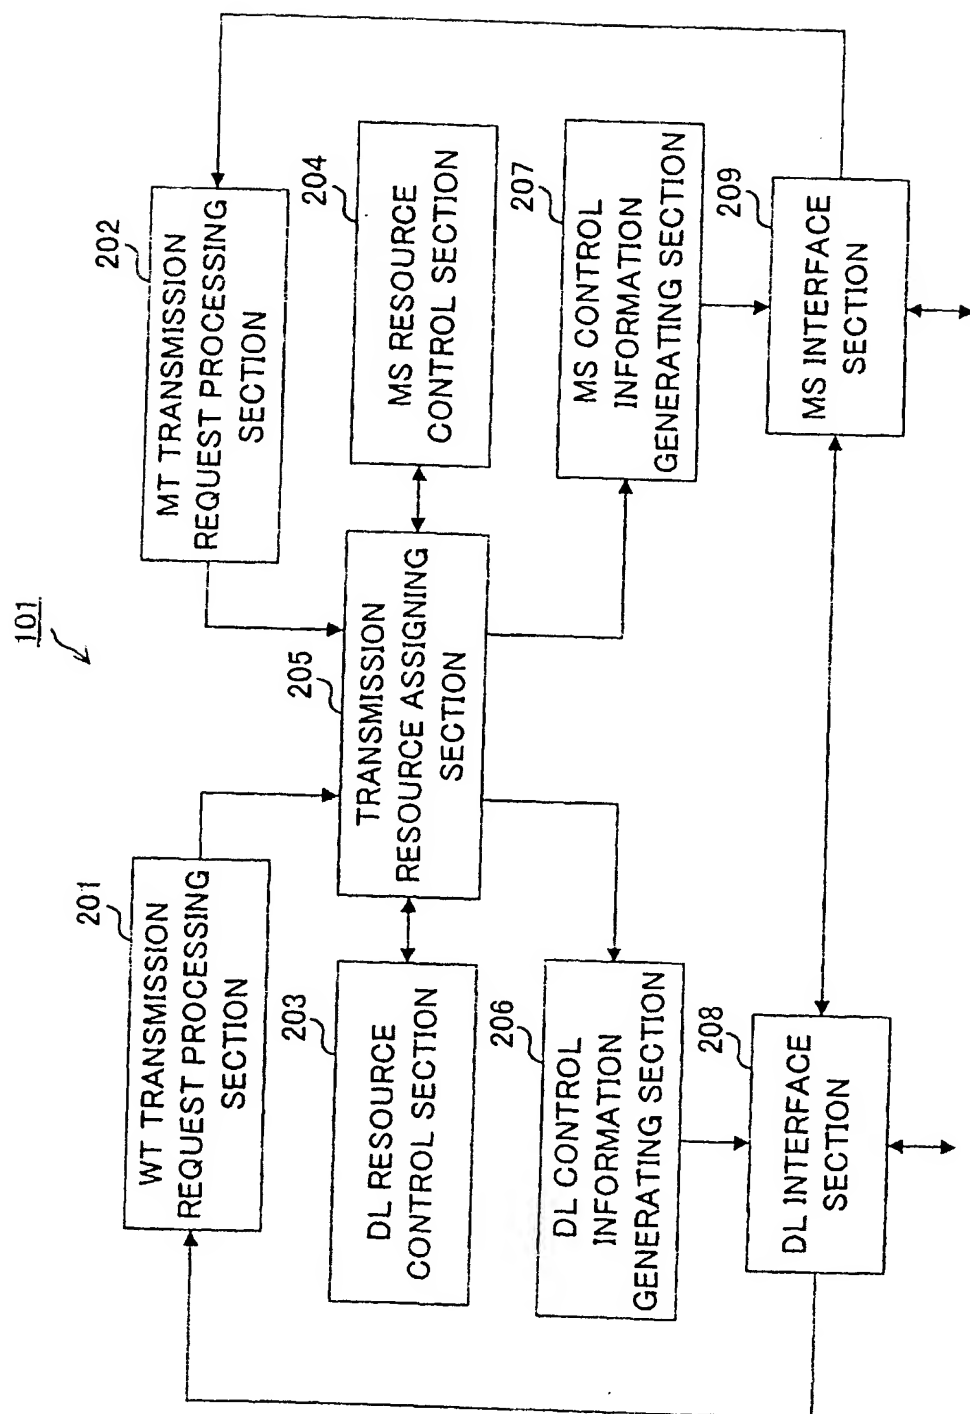 101
201
WT TRANSMISSION
REQUEST PROCESSING
SECTION
202
MT TRANSMISSION
REQUEST PROCESSING
SECTION
203
DL RESOURCE
CONTROL SECTION
205
TRANSMISSION
RESOURCE ASSIGNING
SECTION
204
MS RESOURCE
CONTROL SECTION
206
DL CONTROL
INFORMATION
GENERATING SECTION
207
MS CONTROL
INFORMATION
GENERATING SECTION
208
DL INTERFACE
SECTION
209
MS INTERFACE
SECTION